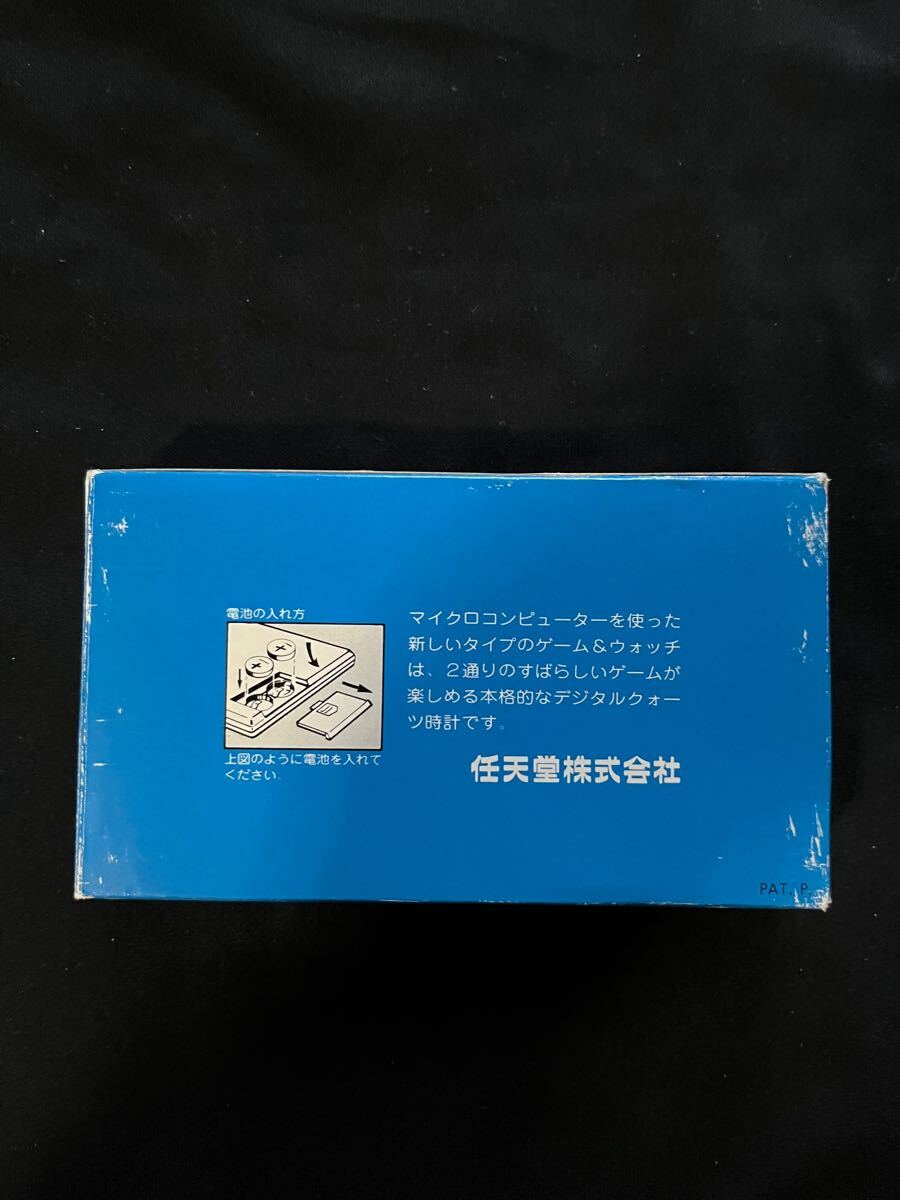 電池の入れ方
上図のように電池を入れて
ください。
マイクロコンピューターを使った
新しいタイプのゲーム&ウォッチ
は、2通りのすばらしいゲームが
楽しめる本格的なデジタルクォー
ツ時計です。
任天堂株式会社
PAT. P.